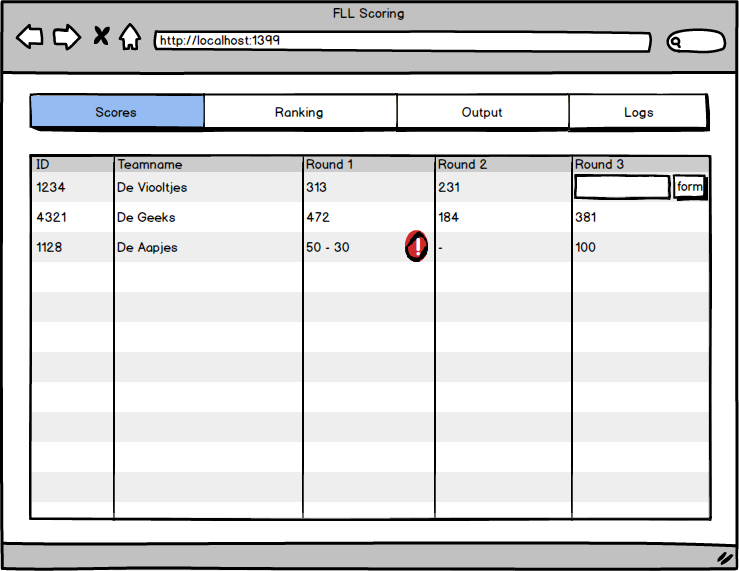 FLL Scoring
http://localhost:1399
Scores Ranking Output Logs
ID Teamname Round 1 Round 2 Round 3
1234 De Viooltjes 313 231 form
4321 De Geeks 472 184 381
1128 De Aapjes 50 - 30 ! - 100